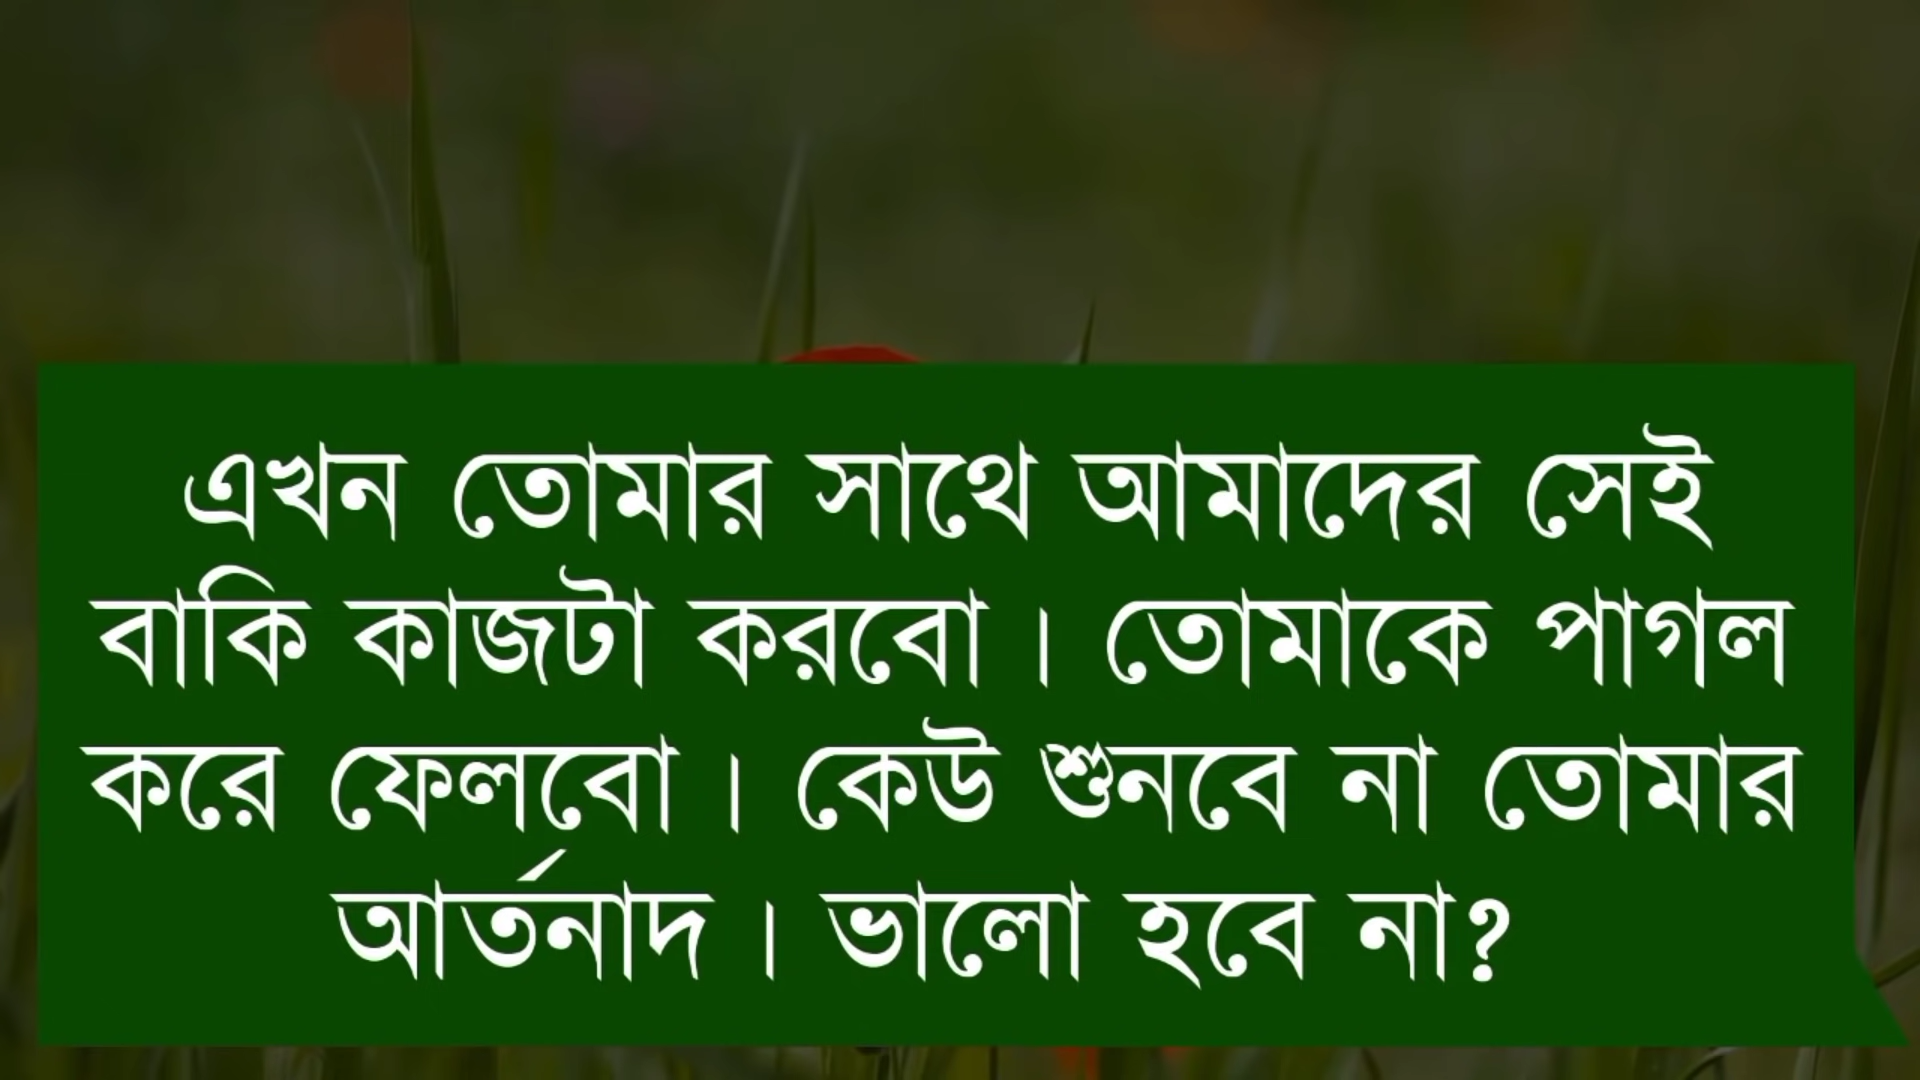 এখন তোমার সাথে আমাদের সেই
বাকি কাজটা করবো । তোমাকে পাগল
করে ফেলবো । কেউ শুনবে না তোমার
আর্তনাদ । ভালো হবে না?